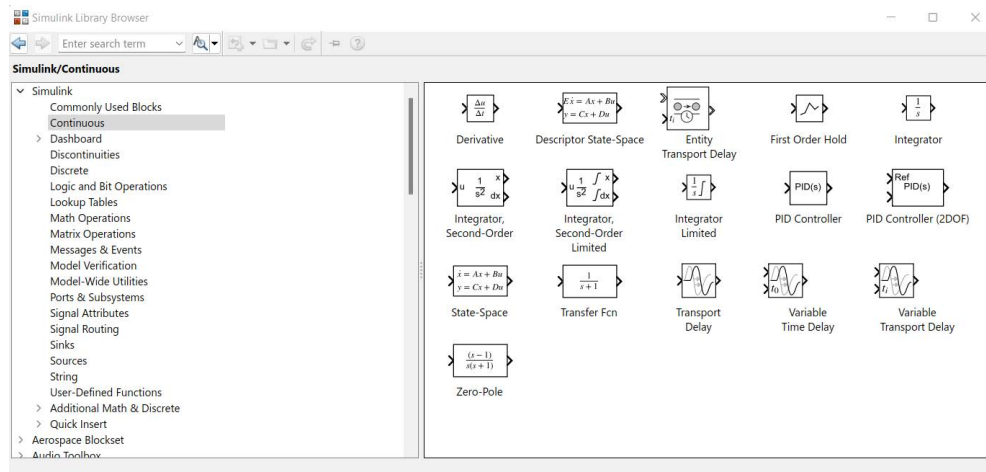 Simulink Library Browser
Enter search term
Simulink/Continuous
Simulink
Commonly Used Blocks
Continuous
Dashboard
Discontinuities
Discrete
Logic and Bit Operations
Lookup Tables
Math Operations
Matrix Operations
Messages & Events
Model Verification
Model-Wide Utilities
Ports & Subsystems
Signal Attributes
Signal Routing
Sinks
Sources
String
User-Defined Functions
Additional Math & Discrete
Quick Insert
Aerospace Blockset
Audio Toolbox
Δu
Δt
Derivative
Eẋ = Ax + Bu
y = Cx + Du
Descriptor State-Space
tᵢ
Entity
Transport Delay
First Order Hold
1
s
Integrator
u 1 x
s2 dx
Integrator,
Second-Order
u 1 ∫ x
s2 ∫dx
Integrator,
Second-Order
Limited
1 ∫
s
Integrator
Limited
PID(s)
PID Controller
Ref
PID(s)
PID Controller (2DOF)
ẋ = Ax + Bu
y = Cx + Du
State-Space
1
s + 1
Transfer Fcn
Transport
Delay
t₀
Variable
Time Delay
tᵢ
Variable
Transport Delay
(s − 1)
s(s + 1)
Zero-Pole